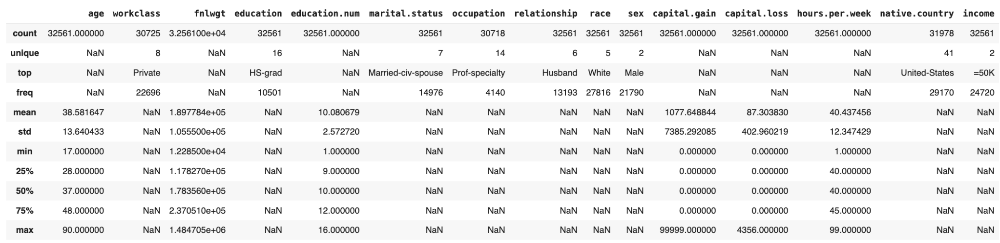 age workclass fnlwgt education education.num marital.status occupation relationship race sex capital.gain capital.loss hours.per.week native.country income
count 32561.000000 30725 3.256100e+04 32561 32561.000000 32561 30718 32561 32561 32561 32561.000000 32561.000000 32561.000000 31978 32561
unique NaN 8 NaN 16 NaN 7 14 6 5 2 NaN NaN NaN 41 2
top NaN Private NaN HS-grad NaN Married-civ-spouse Prof-specialty Husband White Male NaN NaN NaN United-States =50K
freq NaN 22696 NaN 10501 NaN 14976 4140 13193 27816 21790 NaN NaN NaN 29170 24720
mean 38.581647 NaN 1.897784e+05 NaN 10.080679 NaN NaN NaN NaN NaN 1077.648844 87.303830 40.437456 NaN NaN
std 13.640433 NaN 1.055500e+05 NaN 2.572720 NaN NaN NaN NaN NaN 7385.292085 402.960219 12.347429 NaN NaN
min 17.000000 NaN 1.228500e+04 NaN 1.000000 NaN NaN NaN NaN NaN 0.000000 0.000000 1.000000 NaN NaN
25% 28.000000 NaN 1.178270e+05 NaN 9.000000 NaN NaN NaN NaN NaN 0.000000 0.000000 40.000000 NaN NaN
50% 37.000000 NaN 1.783560e+05 NaN 10.000000 NaN NaN NaN NaN NaN 0.000000 0.000000 40.000000 NaN NaN
75% 48.000000 NaN 2.370510e+05 NaN 12.000000 NaN NaN NaN NaN NaN 0.000000 0.000000 45.000000 NaN NaN
max 90.000000 NaN 1.484705e+06 NaN 16.000000 NaN NaN NaN NaN NaN 99999.000000 4356.000000 99.000000 NaN NaN